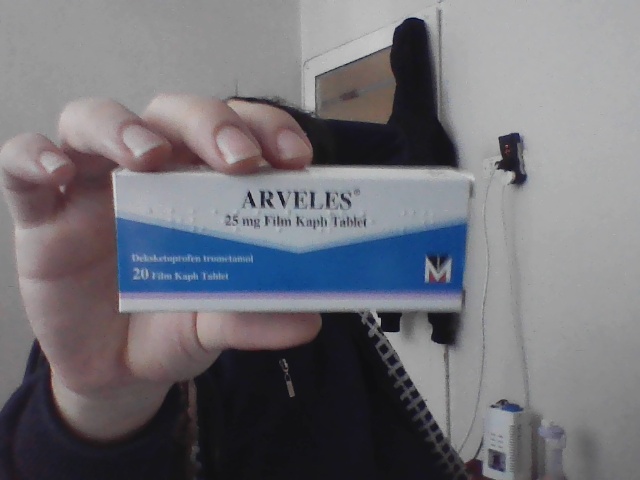 ARVELES®
25 mg Film Kaplı Tablet
Deksketoprofen trometamol
20 Film Kaplı Tablet
M